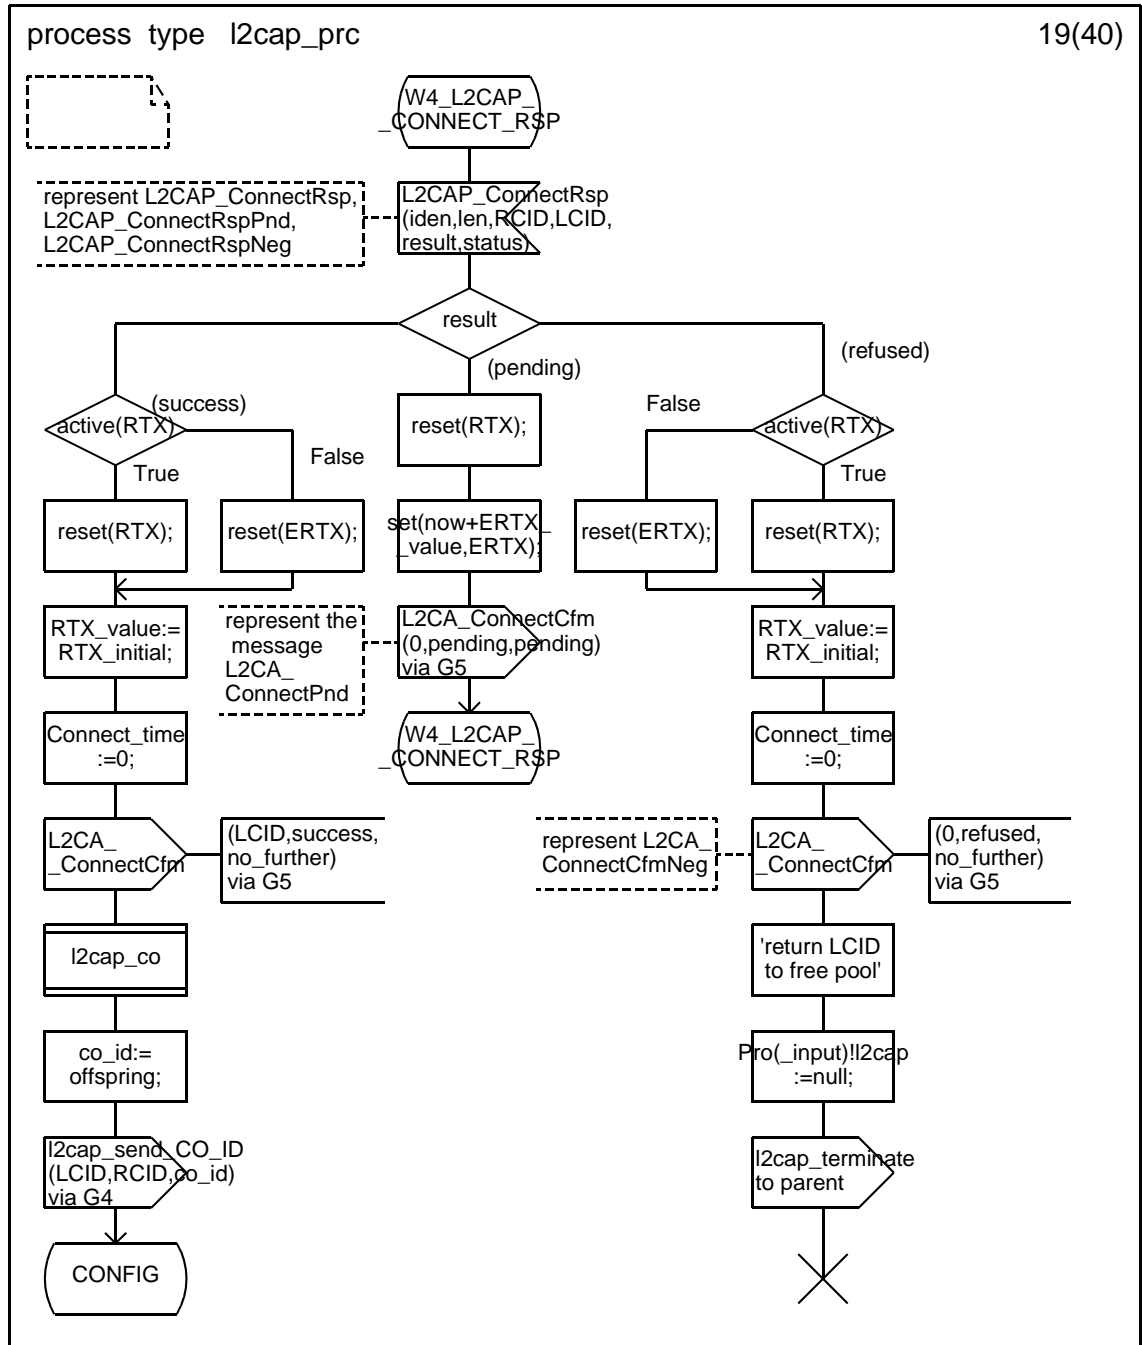 process type l2cap_prc
19(40)
W4_L2CAP_
_CONNECT_RSP
represent L2CAP_ConnectRsp,
L2CAP_ConnectRspPnd,
L2CAP_ConnectRspNeg
L2CAP_ConnectRsp
(iden,len,RCID,LCID,
result,status)
result
(success)
(pending)
(refused)
active(RTX)
True
False
reset(RTX);
False
active(RTX)
True
reset(RTX);
reset(ERTX);
set(now+ERTX_
_value,ERTX);
reset(ERTX);
reset(RTX);
RTX_value:=
RTX_initial;
represent the
message
L2CA_
ConnectPnd
L2CA_ConnectCfm
(0,pending,pending)
via G5
RTX_value:=
RTX_initial;
Connect_time
:=0;
W4_L2CAP_
_CONNECT_RSP
Connect_time
:=0;
L2CA_
_ConnectCfm
(LCID,success,
no_further)
via G5
represent L2CA_
ConnectCfmNeg
L2CA_
_ConnectCfm
(0,refused,
no_further)
via G5
l2cap_co
'return LCID
to free pool'
co_id:=
offspring;
Pro(_input)!l2cap
:=null;
l2cap_send_CO_ID
(LCID,RCID,co_id)
via G4
l2cap_terminate
to parent
CONFIG